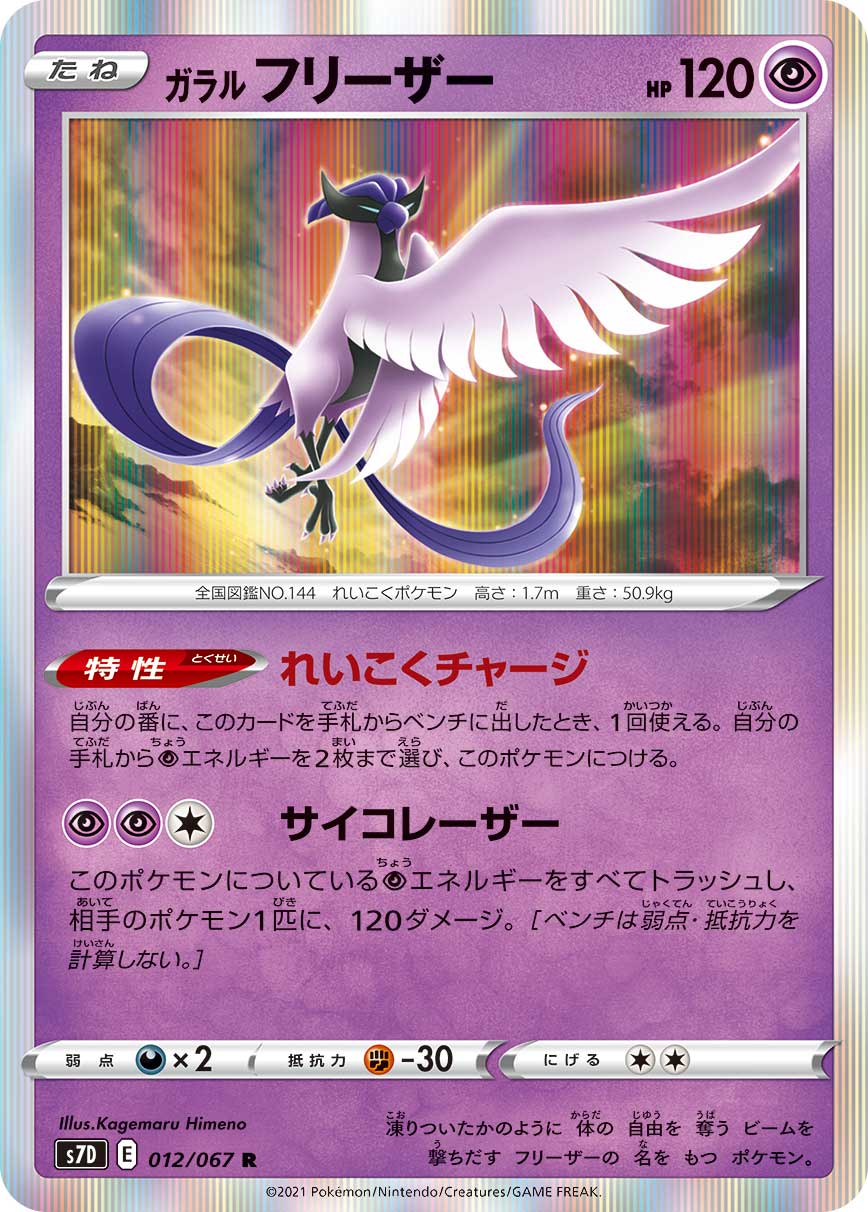 たね ガラル フリーザー HP 120
全国図鑑NO.144 れいこくポケモン 高さ：1.7m 重さ：50.9kg
特性 とくせい れいこくチャージ
自分の番に、このカードを手札からベンチに出したとき、1回使える。自分の
手札から超エネルギーを2枚まで選び、このポケモンにつける。
サイコレーザー
このポケモンについているエネルギーをすべてトラッシュし、
相手のポケモン1匹に、120ダメージ。［ベンチは弱点・抵抗力を
計算しない。］
弱点 ×2 抵抗力 -30 にげる
Illus.Kagemaru Himeno
凍りついたかのように 体の 自由を 奪う ビームを
撃ちだす フリーザーの 名を もつ ポケモン。
s7D E 012/067 R
©2021 Pokémon/Nintendo/Creatures/GAME FREAK.